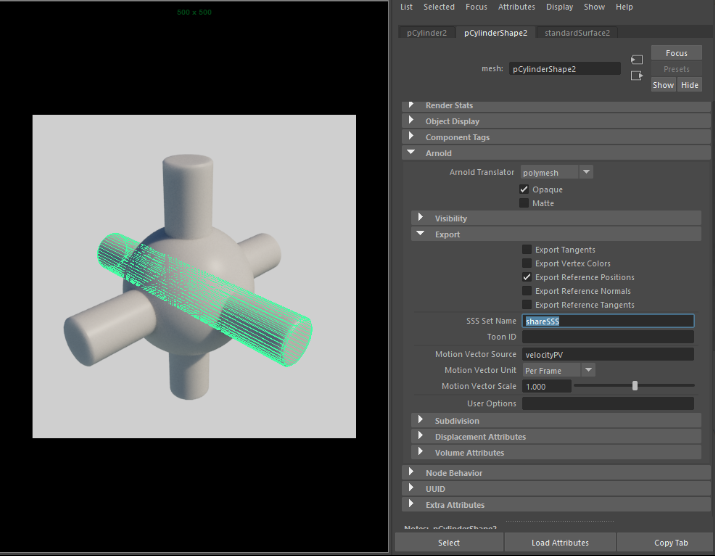 List Selected Focus Attributes Display Show Help
500 x 500
pCylinder2 pCylinderShape2 standardSurface2
Focus
mesh: pCylinderShape2
Presets
Show Hide
Render Stats
Object Display
Component Tags
Arnold
Arnold Translator polymesh
Opaque
Matte
Visibility
Export
Export Tangents
Export Vertex Colors
Export Reference Positions
Export Reference Normals
Export Reference Tangents
SSS Set Name shareSSS
Toon ID
Motion Vector Source velocityPV
Motion Vector Unit Per Frame
Motion Vector Scale 1.000
User Options
Subdivision
Displacement Attributes
Volume Attributes
Node Behavior
UUID
Extra Attributes
Notes: pCylinderShape2
Select Load Attributes Copy Tab